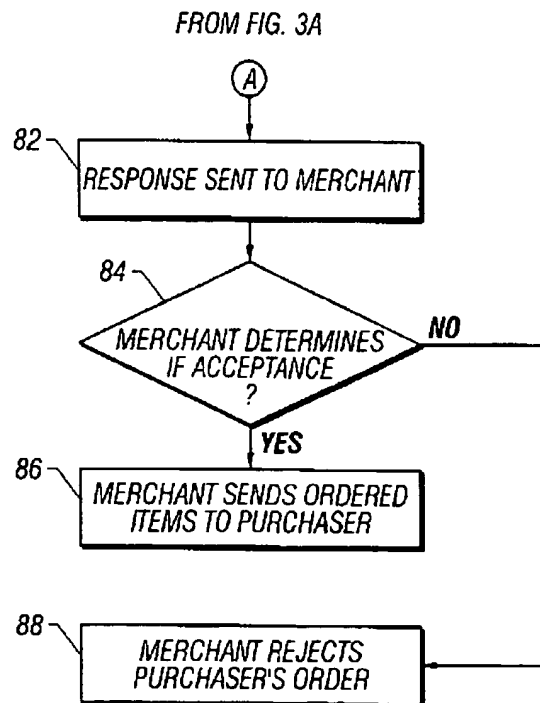 FROM FIG. 3A
A
82
RESPONSE SENT TO MERCHANT
84
MERCHANT DETERMINES
IF ACCEPTANCE
?
NO
YES
86
MERCHANT SENDS ORDERED
ITEMS TO PURCHASER
88
MERCHANT REJECTS
PURCHASER'S ORDER